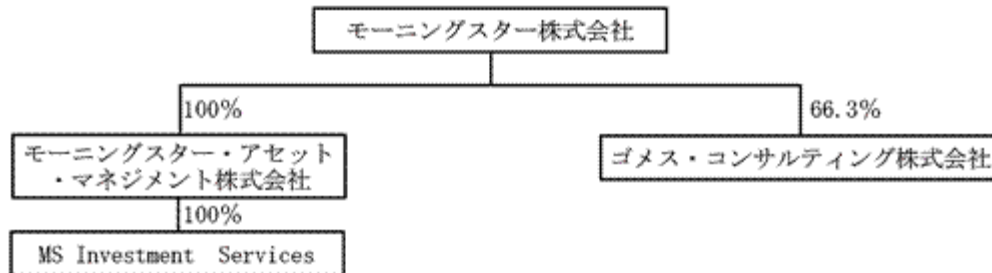 モーニングスター株式会社
100%
66.3%
モーニングスター・アセット
・マネジメント株式会社
ゴメス・コンサルティング株式会社
100%
MS Investment Services